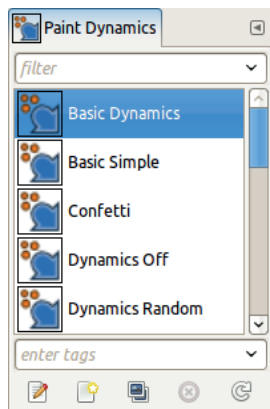 Paint Dynamics
filter
Basic Dynamics
Basic Simple
Confetti
Dynamics Off
Dynamics Random
enter tags